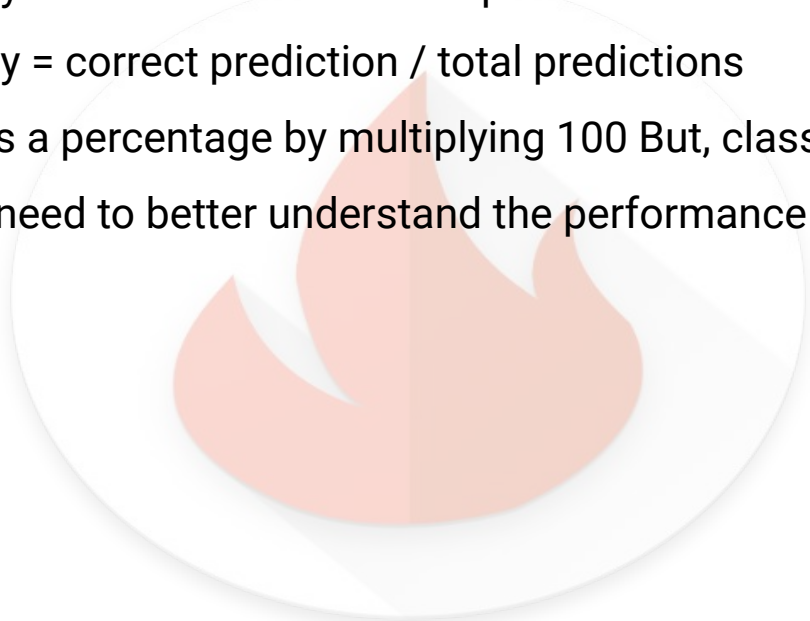 y = correct prediction / total predictions
s a percentage by multiplying 100 But, class
need to better understand the performance